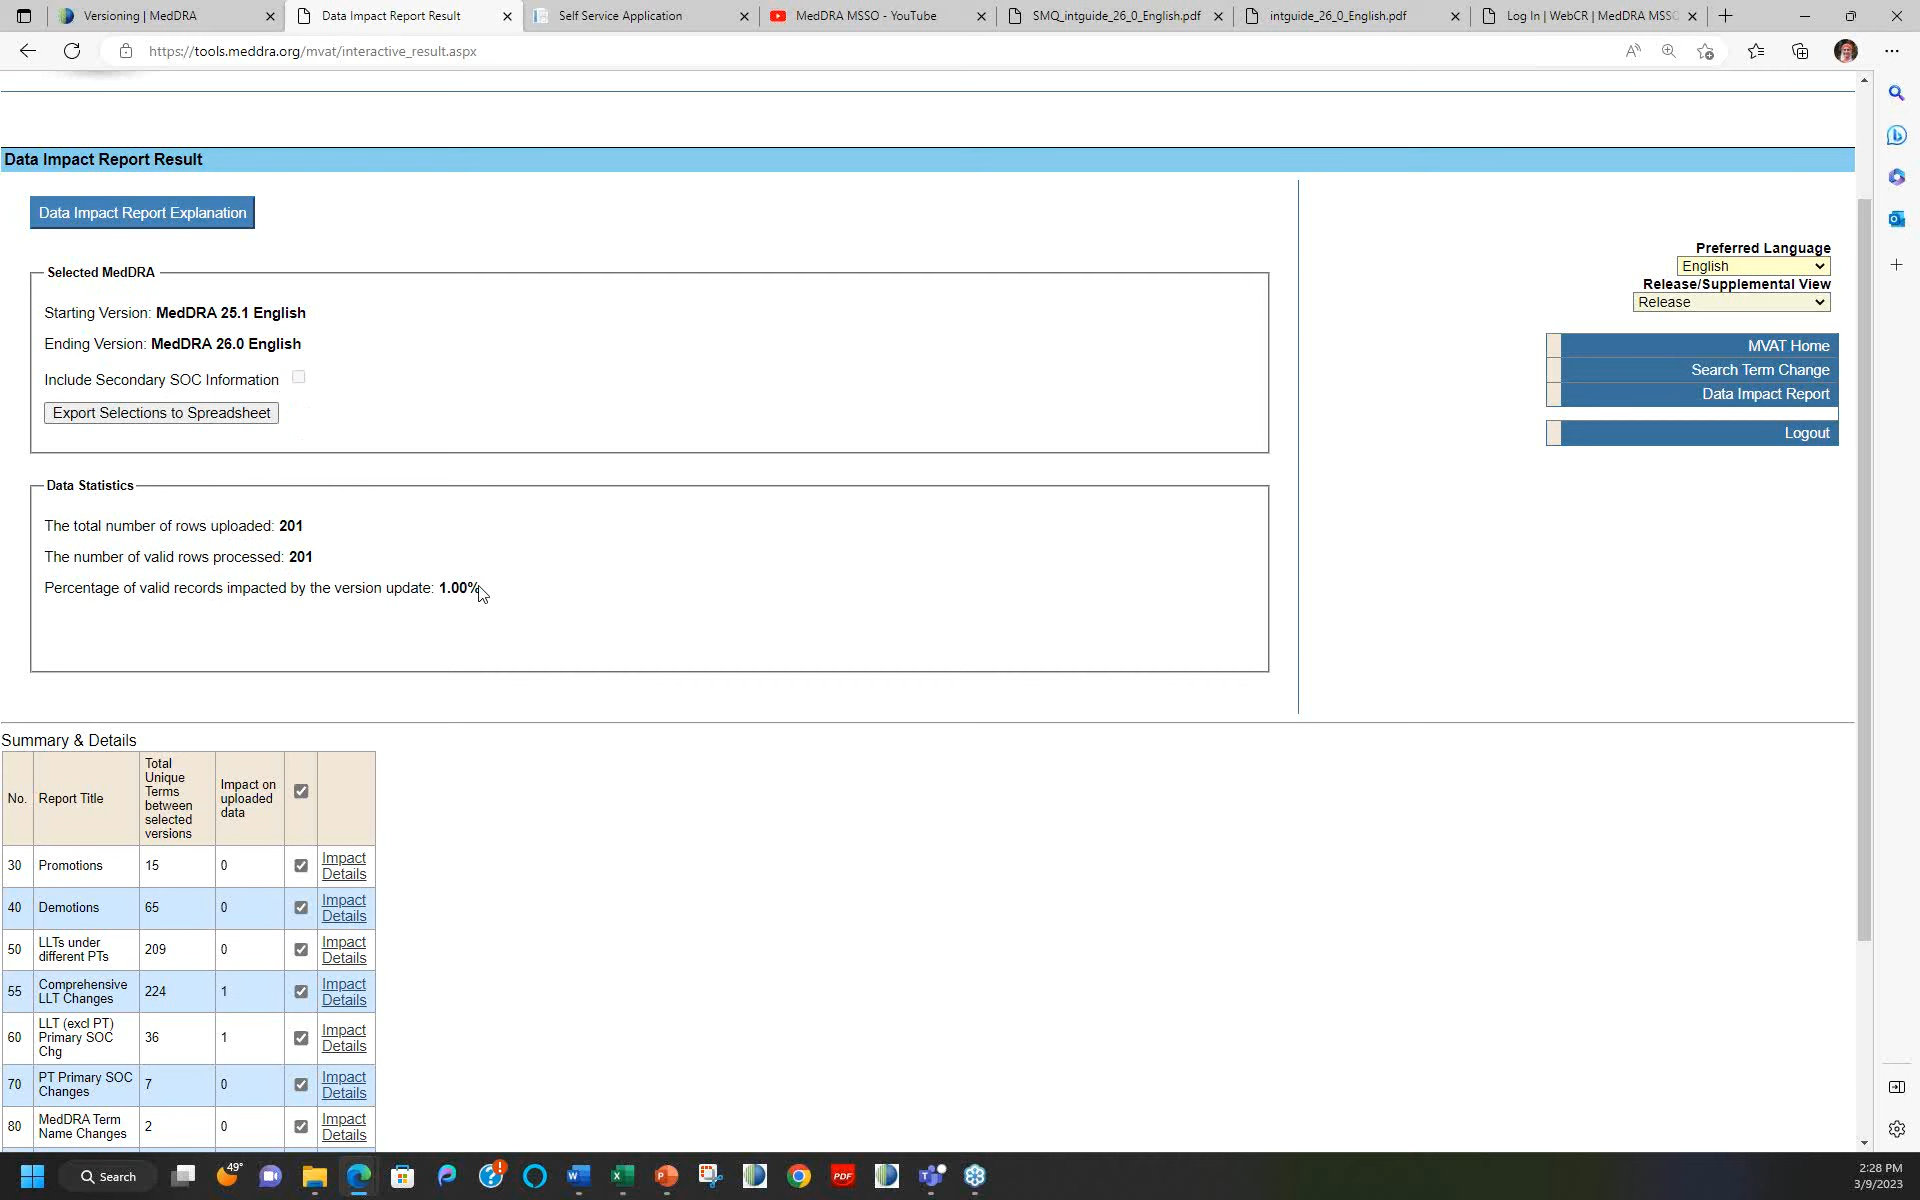 Versioning | MedDRA
Data Impact Report Result
Self Service Application
MedDRA MSSO - YouTube
SMQ_intguide_26_0_English.pdf
intguide_26_0_English.pdf
Log In | WebCR | MedDRA MSSO
https://tools.meddra.org/mvat/interactive_result.aspx
Data Impact Report Result
Data Impact Report Explanation
Preferred Language
English
Release/Supplemental View
Release
MVAT Home
Search Term Change
Data Impact Report
Logout
Selected MedDRA
Starting Version: MedDRA 25.1 English
Ending Version: MedDRA 26.0 English
Include Secondary SOC Information
Export Selections to Spreadsheet
Data Statistics
The total number of rows uploaded: 201
The number of valid rows processed: 201
Percentage of valid records impacted by the version update: 1.00%
Summary & Details
No. Report Title Total Unique Terms between selected versions Impact on uploaded data
30 Promotions 15 0 Impact Details
40 Demotions 65 0 Impact Details
50 LLTs under different PTs 209 0 Impact Details
55 Comprehensive LLT Changes 224 1 Impact Details
60 LLT (excl PT) Primary SOC Chg 36 1 Impact Details
70 PT Primary SOC Changes 7 0 Impact Details
80 MedDRA Term Name Changes 2 0 Impact Details
Search
49°
PDF
2:28 PM
3/9/2023